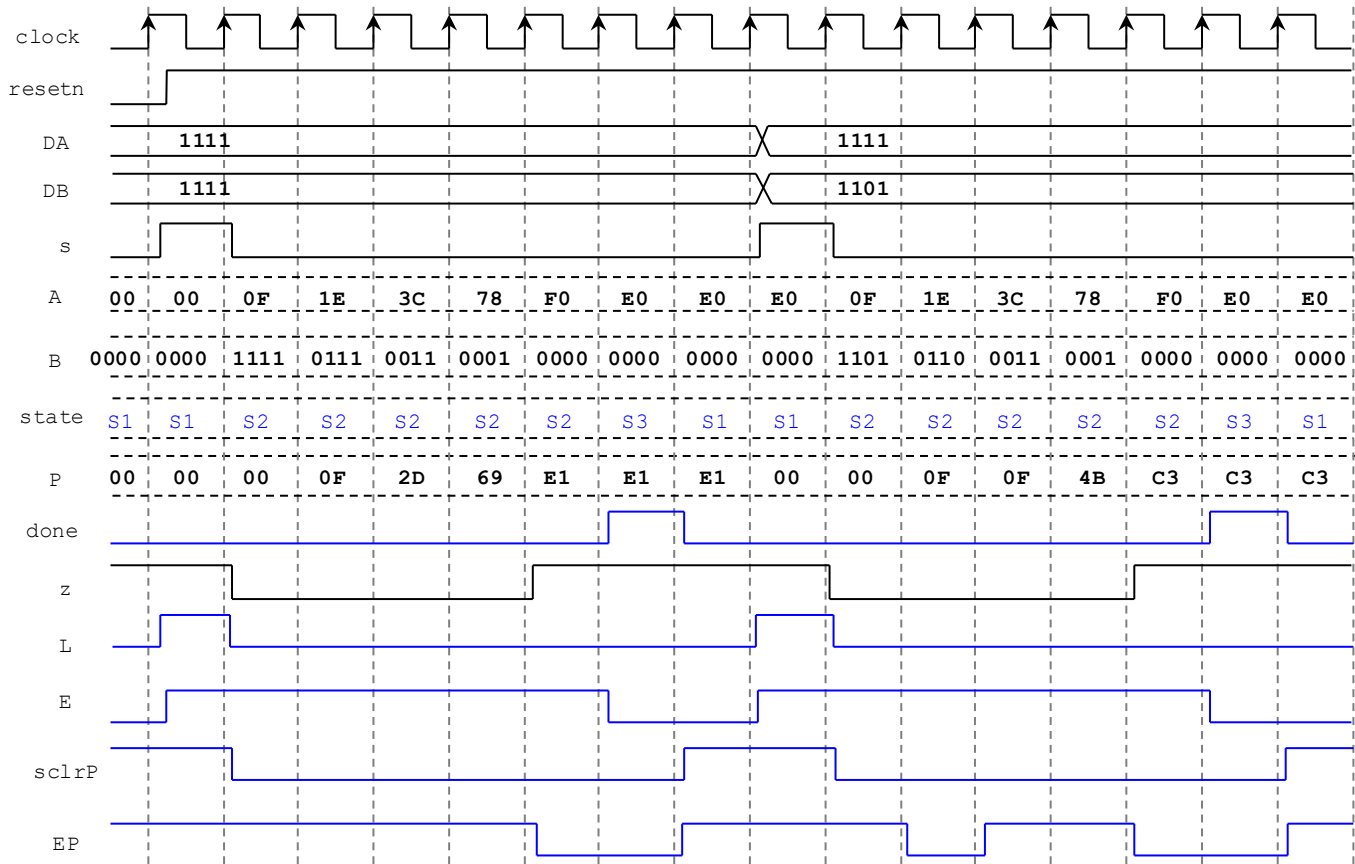 clock
resetn
DA 1111 1111
DB 1111 1101
s
A 00 00 0F 1E 3C 78 F0 E0 E0 E0 0F 1E 3C 78 F0 E0 E0
B 0000 0000 1111 0111 0011 0001 0000 0000 0000 0000 1101 0110 0011 0001 0000 0000 0000
state S1 S1 S2 S2 S2 S2 S2 S3 S1 S1 S2 S2 S2 S2 S2 S3 S1
P 00 00 00 0F 2D 69 E1 E1 E1 00 00 0F 0F 4B C3 C3 C3
done
z
L
E
sclrP
EP